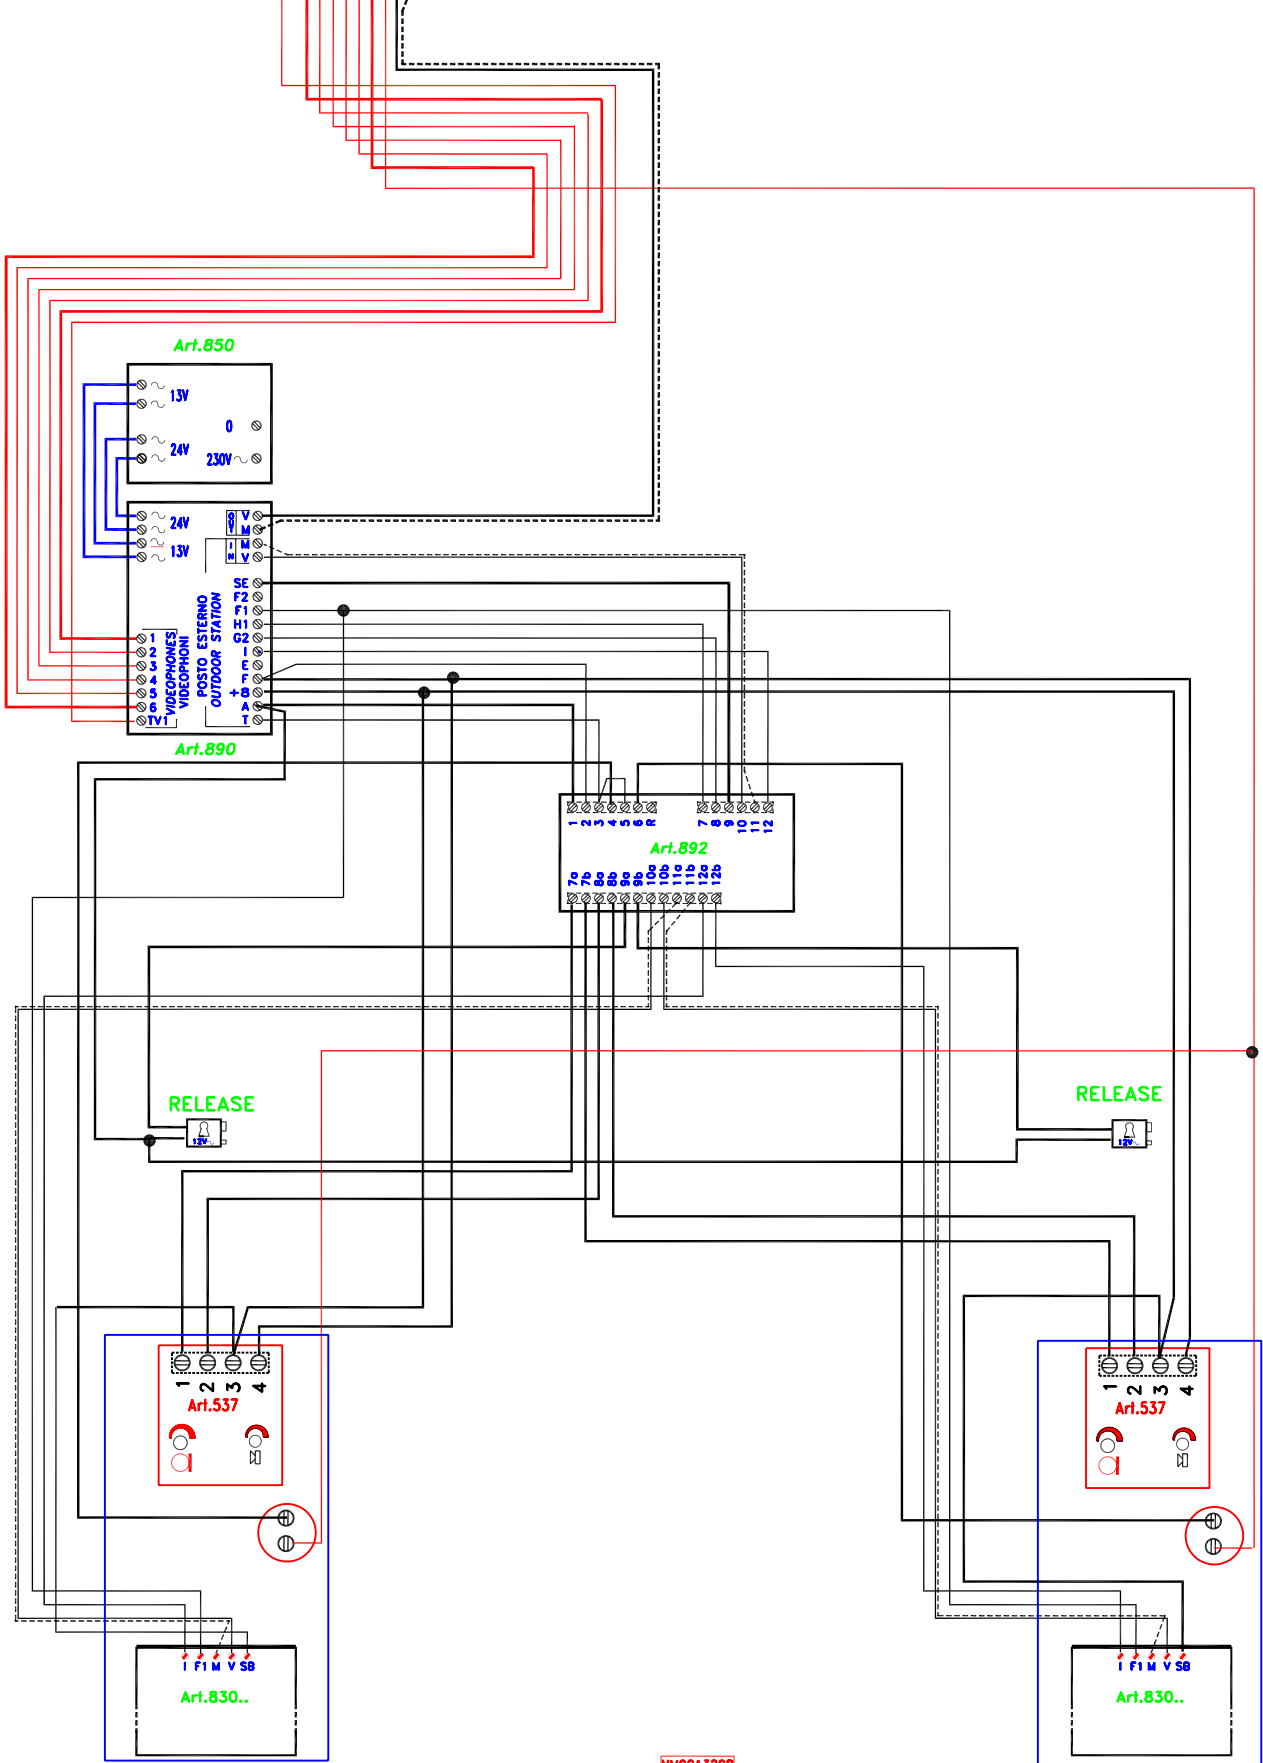 Art.850
13V
0
24V
230V
24V
13V
OUT
V
M
IN
M
V
SE
F2
F1
H1
G2
I
E
F
+8
A
T
POSTO ESTERNO
OUTDOOR STATION
1
2
3
4
5
6
TV1
VIDEOPHONES
VIDEOPHONI
Art.890
1 2 3 4 5 6 R 7 8 9 10 11 12
Art.892
7a 7b 8a 8b 9a 9b 10a 10b 11a 11b 12a 12b
RELEASE
12V
RELEASE
12V
1 2 3 4
Art.537
1 2 3 4
Art.537
I F1 M V SB
Art.830..
I F1 M V SB
Art.830..